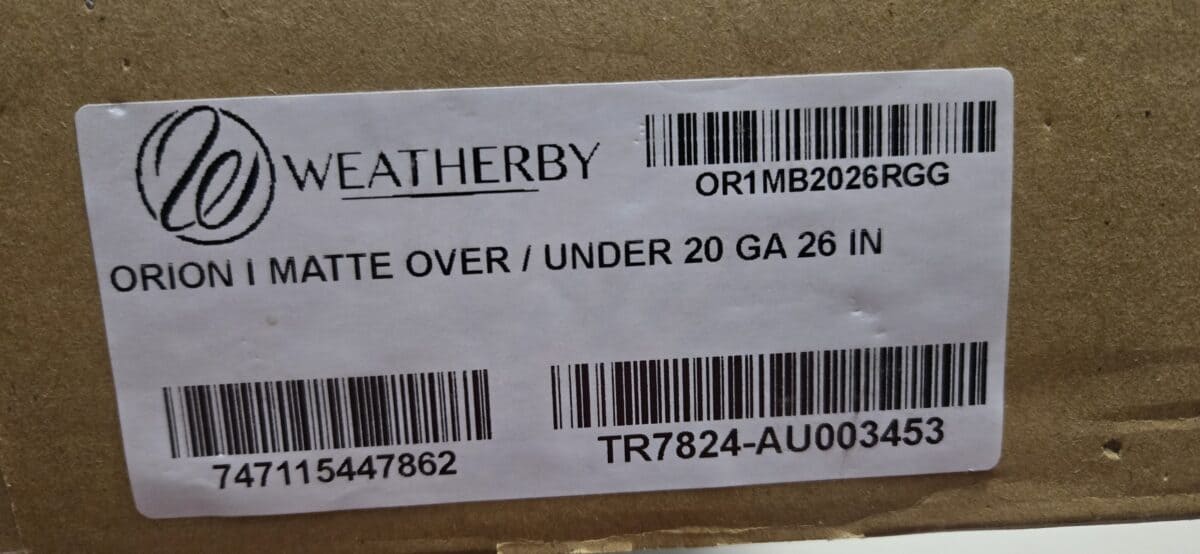 WEATHERBY
OR1MB2026RGG
ORION I MATTE OVER / UNDER 20 GA 26 IN
747115447862
TR7824-AU003453